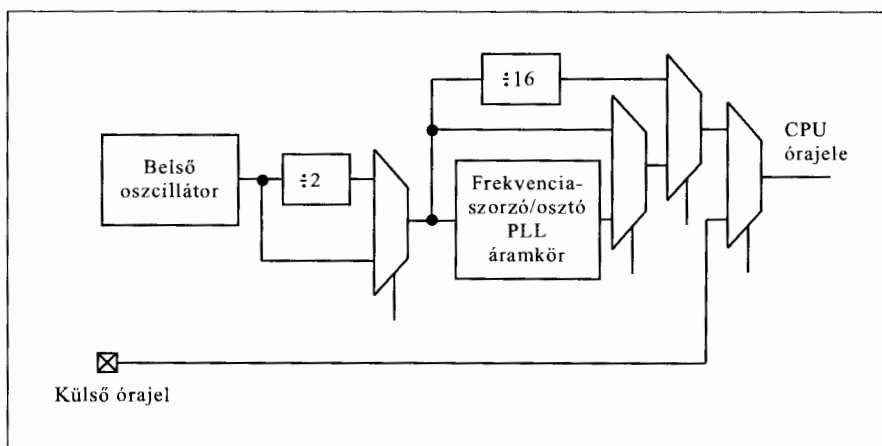 ÷16
CPU
órajele
Belső
oszcillátor
÷2
Frekvencia-
szorzó/osztó
PLL
áramkör
Külső órajel